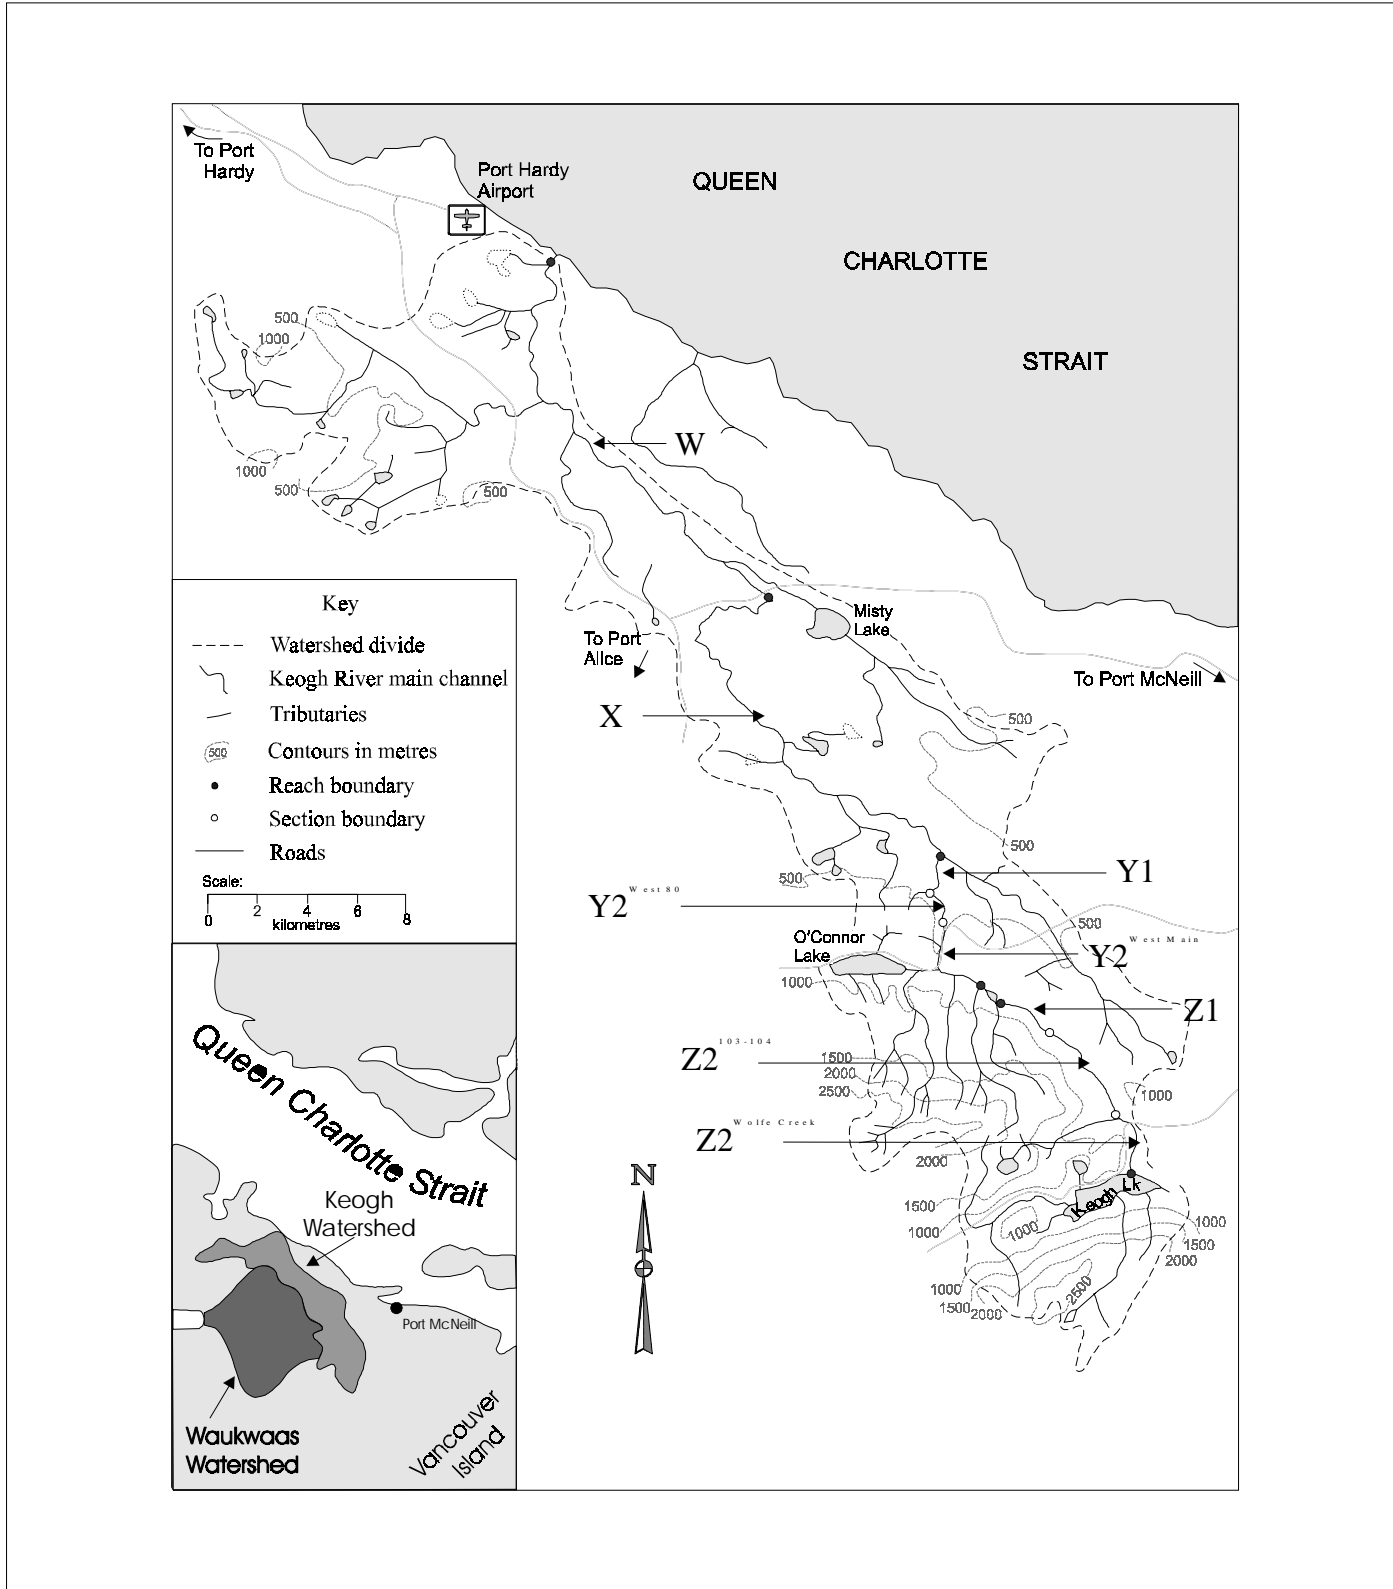 To Port
Hardy
Port Hardy
Airport
QUEEN
CHARLOTTE
STRAIT
500
1000
W
1000
500
500
Misty
Lake
To Port
Alice
To Port McNeill
X
500
500
500
Y1
Y2 West 80
500
O'Connor
Lake
Y2 West Main
1000
Z1
Z2 103-104
1500
2000
2500
1000
Z2 Wolfe Creek
2000
Keogh Lk
1500
1000
1000
1000
1500
2000
1000
1500
2000
2500
N
Key
Watershed divide
Keogh River main channel
Tributaries
500
Contours in metres
Reach boundary
Section boundary
Roads
Scale:
0 2 4 6 8
kilometres
Queen Charlotte Strait
Keogh
Watershed
Port McNeill
Waukwaas
Watershed
Vancouver
Island